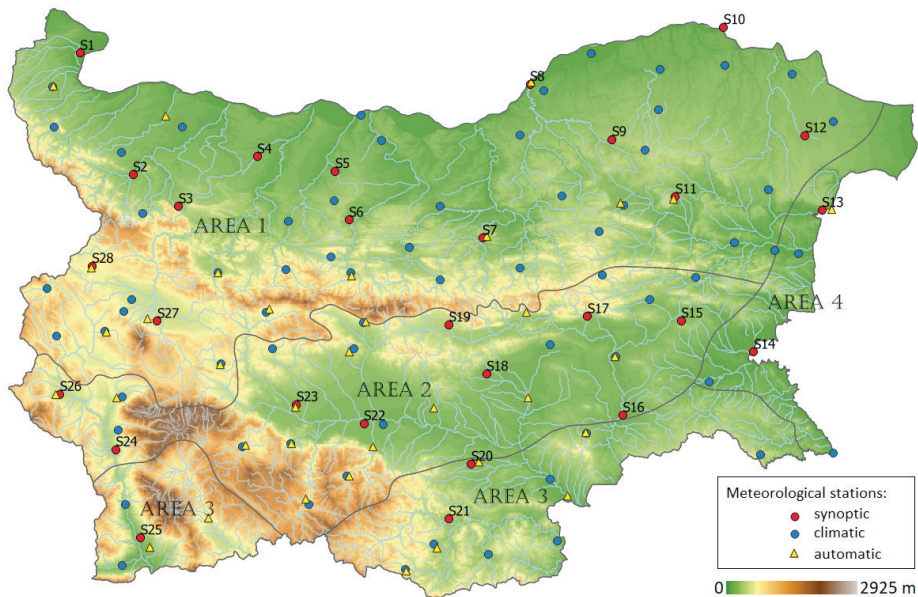 S10
S1
S8
S9
S12
S4
S5
S2
S11
S3
S13
S6
AREA 1
S7
S28
AREA 4
S27
S19
S17
S15
S14
S18
S26
AREA 2
S23
S22
S16
S24
S20
AREA 3
AREA 3
S21
S25
Meteorological stations:
synoptic
climatic
automatic
0 2925 m